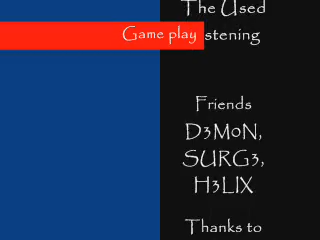 The Used
Game play
stening
Friends
D3M0N,
SURG3,
H3LIX
Thanks to